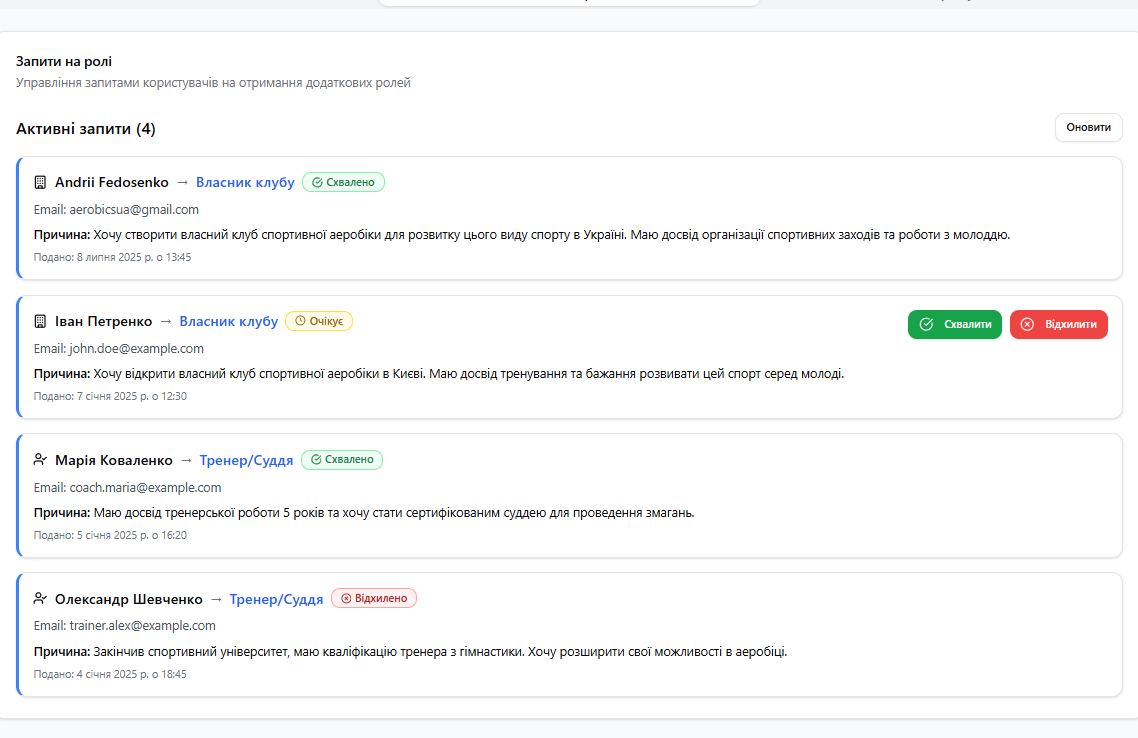 Запити на ролі
Управління запитами користувачів на отримання додаткових ролей
Активні запити (4)
Оновити
Andrii Fedosenko → Власник клубу Схвалено
Email: aerobicsua@gmail.com
Причина: Хочу створити власний клуб спортивної аеробіки для розвитку цього виду спорту в Україні. Маю досвід організації спортивних заходів та роботи з молоддю.
Подано: 8 липня 2025 р. о 13:45
Іван Петренко → Власник клубу Очікує
Схвалити
Відхилити
Email: john.doe@example.com
Причина: Хочу відкрити власний клуб спортивної аеробіки в Києві. Маю досвід тренування та бажання розвивати цей спорт серед молоді.
Подано: 7 січня 2025 р. о 12:30
Марія Коваленко → Тренер/Суддя Схвалено
Email: coach.maria@example.com
Причина: Маю досвід тренерської роботи 5 років та хочу стати сертифікованим суддею для проведення змагань.
Подано: 5 січня 2025 р. о 16:20
Олександр Шевченко → Тренер/Суддя Відхилено
Email: trainer.alex@example.com
Причина: Закінчив спортивний університет, маю кваліфікацію тренера з гімнастики. Хочу розширити свої можливості в аеробіці.
Подано: 4 січня 2025 р. о 18:45